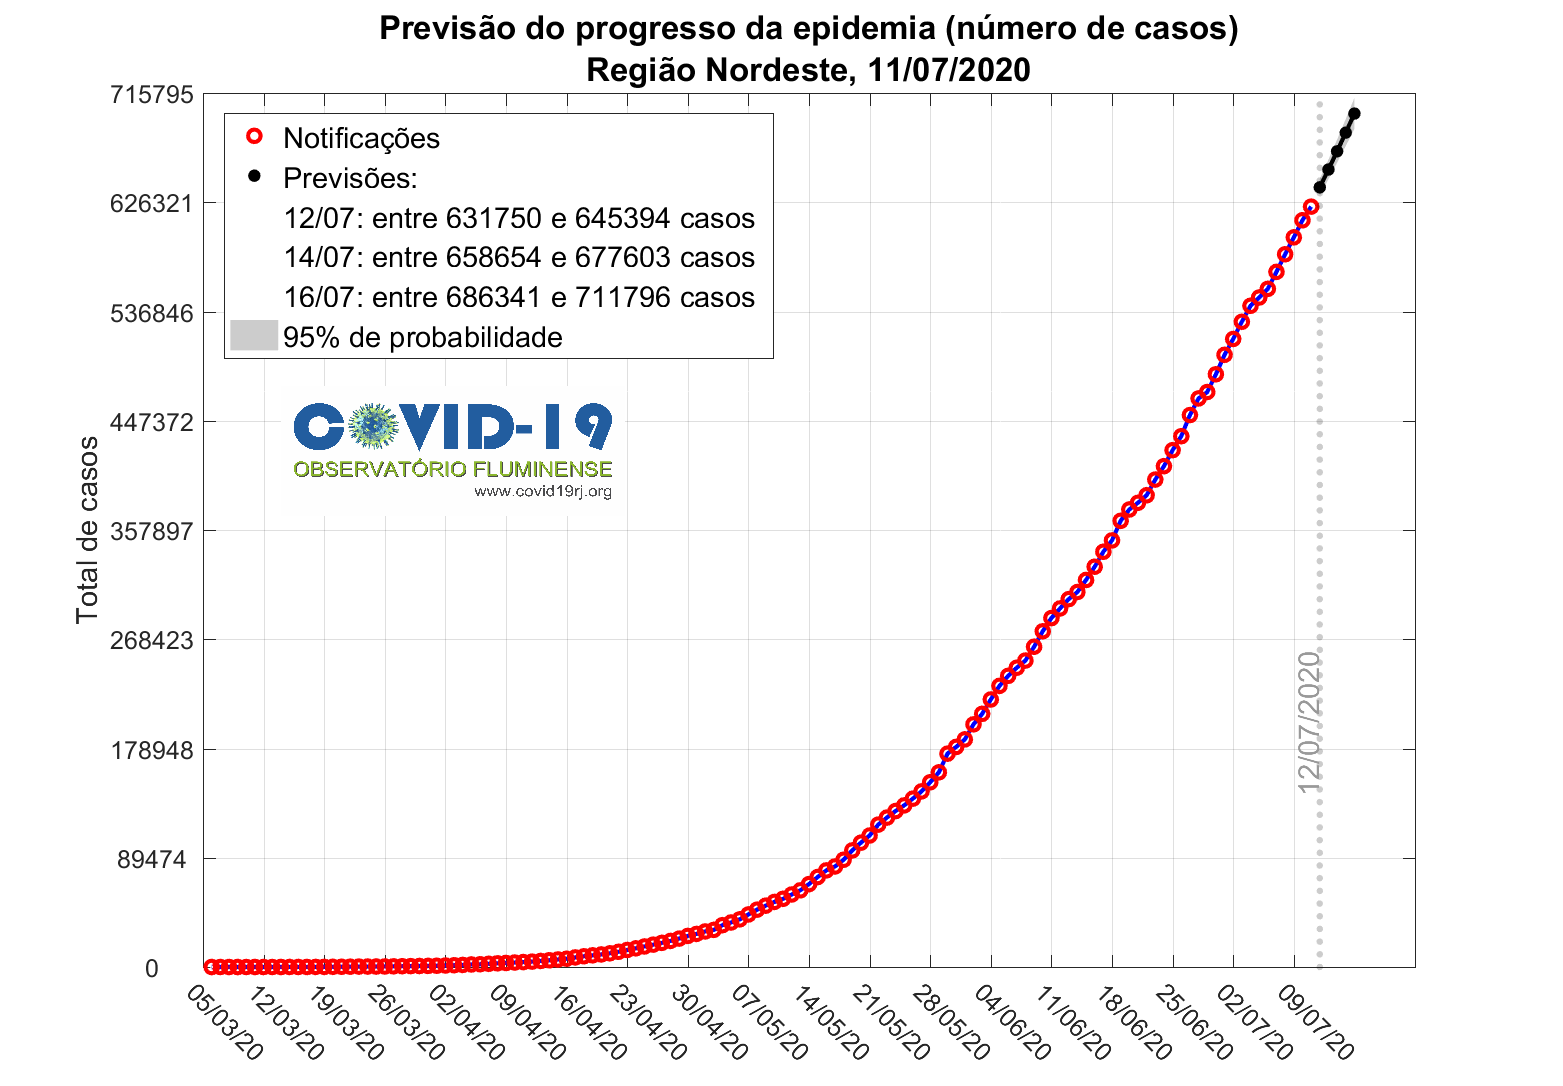 Previsão do progresso da epidemia (número de casos)
Região Nordeste, 11/07/2020
715795
626321
536846
447372
357897
268423
178948
89474
0
Total de casos
Notificações
Previsões:
12/07: entre 631750 e 645394 casos
14/07: entre 658654 e 677603 casos
16/07: entre 686341 e 711796 casos
95% de probabilidade
COVID-19
OBSERVATÓRIO FLUMINENSE
www.covid19rj.org
12/07/2020
05/03/20
12/03/20
19/03/20
26/03/20
02/04/20
09/04/20
16/04/20
23/04/20
30/04/20
07/05/20
14/05/20
21/05/20
28/05/20
04/06/20
11/06/20
18/06/20
25/06/20
02/07/20
09/07/20